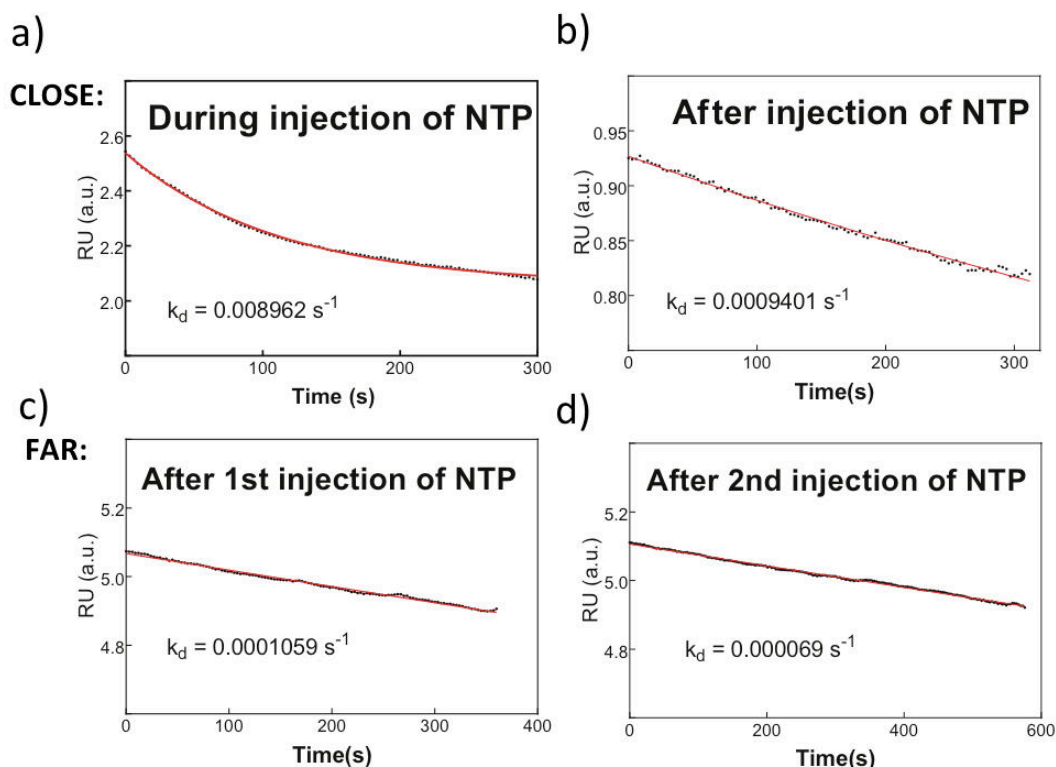 a)
CLOSE:
During injection of NTP
RU (a.u.)
2.6
2.4
2.2
2.0
k_d = 0.008962 s⁻¹
0 100 200 300
Time (s)
b)
After injection of NTP
RU (a.u.)
0.95
0.90
0.85
0.80
k_d = 0.0009401 s⁻¹
0 100 200 300
Time(s)
c)
FAR:
After 1st injection of NTP
RU (a.u.)
5.2
5.0
4.8
k_d = 0.0001059 s⁻¹
0 100 200 300 400
Time(s)
d)
After 2nd injection of NTP
RU (a.u.)
5.2
5.0
4.8
k_d = 0.000069 s⁻¹
0 200 400 600
Time(s)